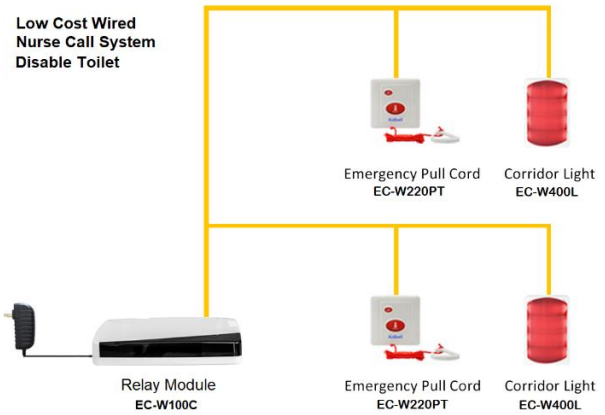 Low Cost Wired
Nurse Call System
Disable Toilet
Emergency Pull Cord
EC-W220PT
Corridor Light
EC-W400L
Relay Module
EC-W100C
Emergency Pull Cord
EC-W220PT
Corridor Light
EC-W400L